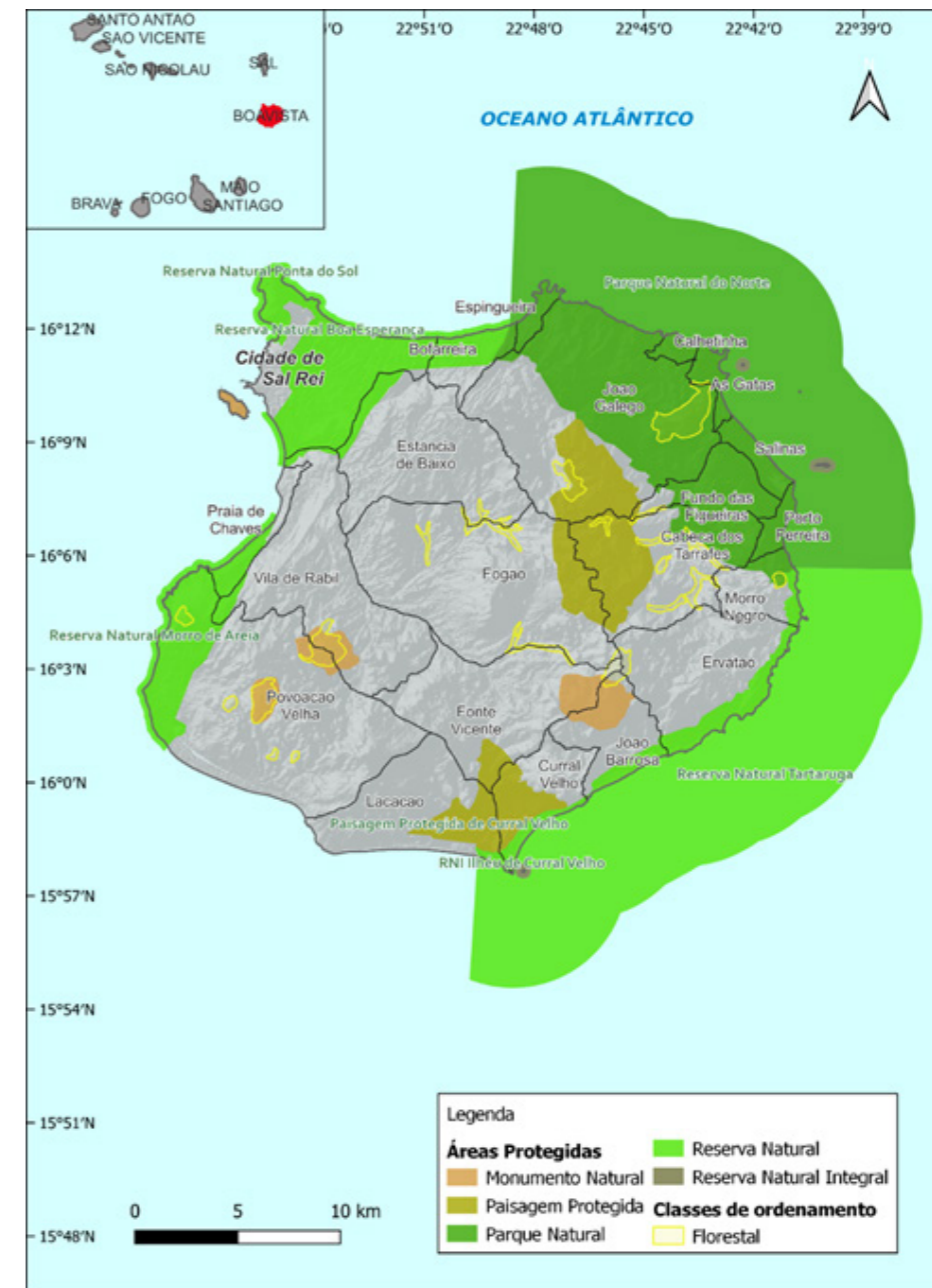 SANTO ANTAO
SAO VICENTE
SAO NICOLAU
SAL
BOAVISTA
MAIO
BRAVA
FOGO
SANTIAGO
22°51′O
22°48′O
22°45′O
22°42′O
22°39′O
N
OCEANO ATLÂNTICO
Reserva Natural Ponta do Sol
Parque Natural do Norte
Espingueira
16°12′N
Reserva Natural Boa Esperança
Bofarreira
Calhetinha
Cidade de
Sal Rei
Joao
Galego
As Gatas
16°9′N
Estancia
de Baixo
Salinas
Praia de
Chaves
Fundo das
Figueiras
Porto
Ferreira
Cabeca dos
Tarrafes
16°6′N
Vila de Rabil
Fogao
Morro
Negro
Reserva Natural Morro de Areia
Ervatao
16°3′N
Povoacao
Velha
Fonte
Vicente
Joao
Barrosa
Curral
Velho
Reserva Natural Tartaruga
16°0′N
Lacacao
Paisagem Protegida de Curral Velho
RNI Ilheu de Curral Velho
15°57′N
15°54′N
15°51′N
15°48′N
0 5 10 km
Legenda
Áreas Protegidas
Monumento Natural
Paisagem Protegida
Parque Natural
Reserva Natural
Reserva Natural Integral
Classes de ordenamento
Florestal